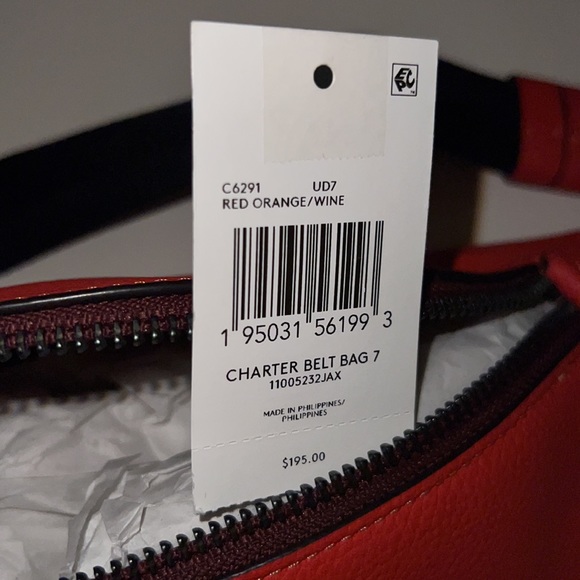 EPC
C6291 UD7
RED ORANGE/WINE
1 95031 56199 3
CHARTER BELT BAG 7
11005232JAX
MADE IN PHILIPPINES/
PHILIPPINES
$195.00